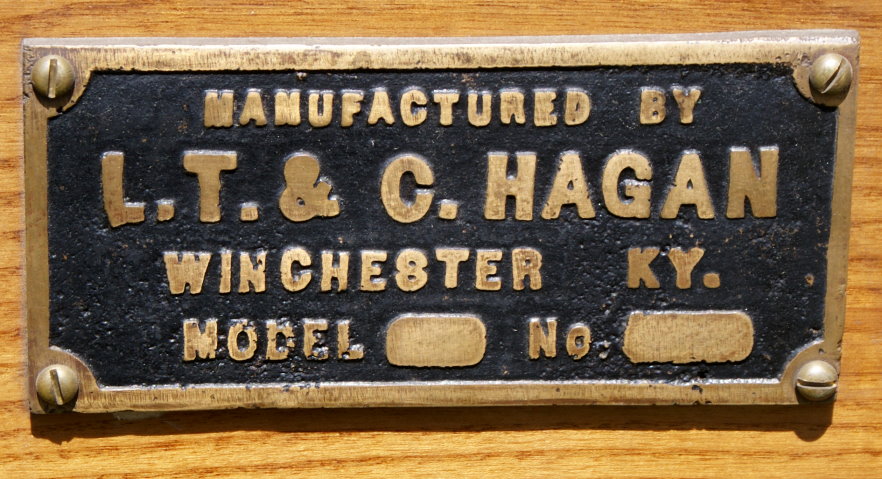 MANUFACTURED BY
L.T. & C. HAGAN
WINCHESTER KY.
MODEL No.